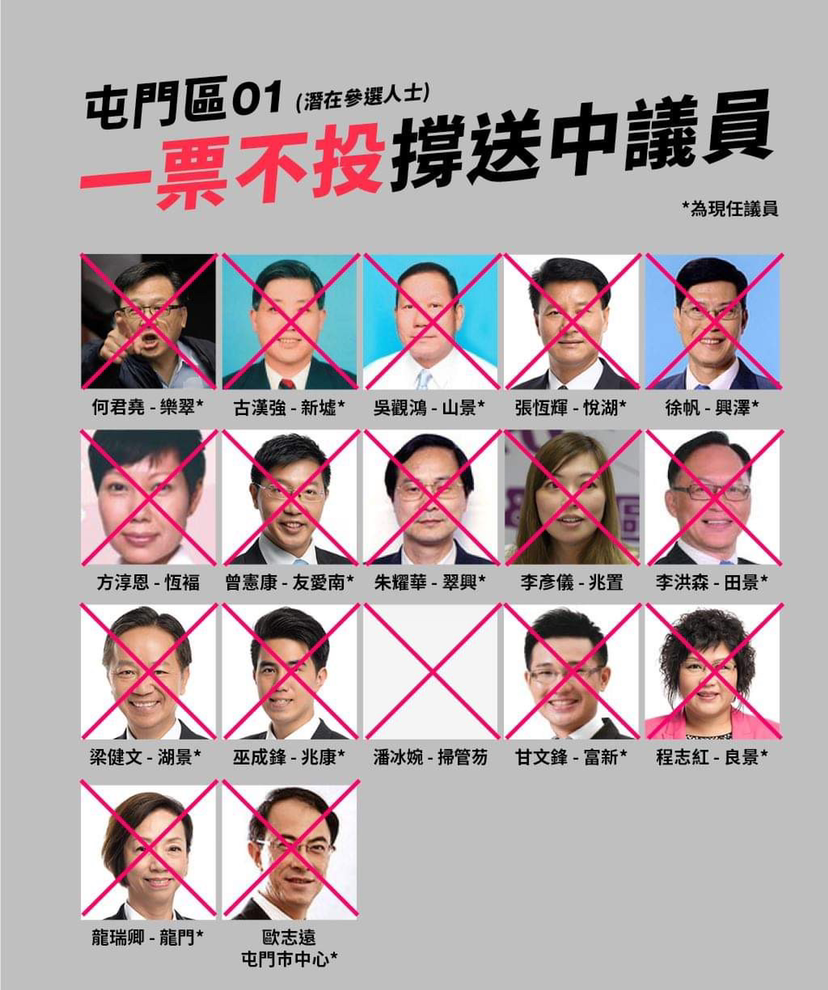 屯門區01 (潛在參選人士)
一票不投撐送中議員
*為現任議員
何君堯 - 樂翠*
古漢強 - 新墟*
吳觀鴻 - 山景*
張恆輝 - 悅湖*
徐帆 - 興澤*
方淳恩 - 恆福
曾憲康 - 友愛南*
朱耀華 - 翠興*
李彥儀 - 兆置
李洪森 - 田景*
梁健文 - 湖景*
巫成鋒 - 兆康*
潘冰婉 - 掃管芴
甘文鋒 - 富新*
程志紅 - 良景*
龍瑞卿 - 龍門*
歐志遠
屯門市中心*